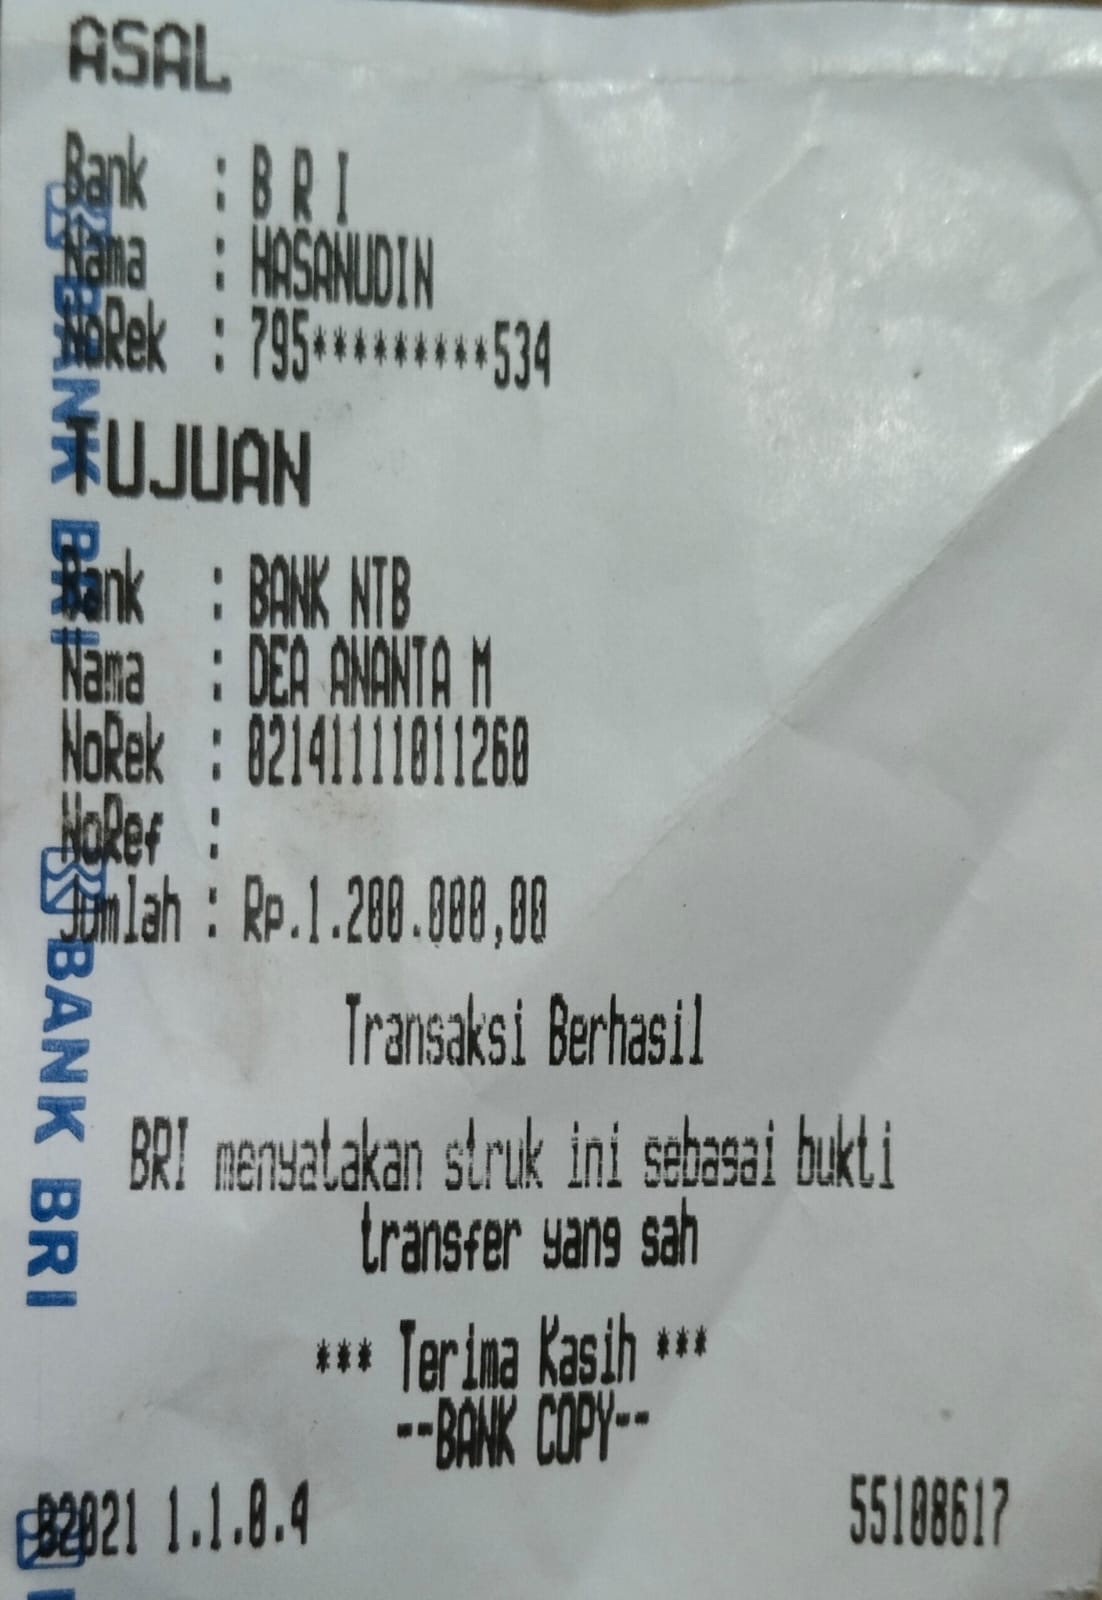 ASAL
Bank : B R I
Nama : HASANUDIN
NoRek : 795*********534
TUJUAN
Bank : BANK NTB
Nama : DEA ANANTA M
NoRek : 02141111011260
NoRef :
Jumlah : Rp.1.200.000,00
Transaksi Berhasil
BRI menyatakan struk ini sebagai bukti
transfer yang sah
*** Terima Kasih ***
--BANK COPY--
B2021 1.1.0.4 55108617
BANK BRI
BANK BRI